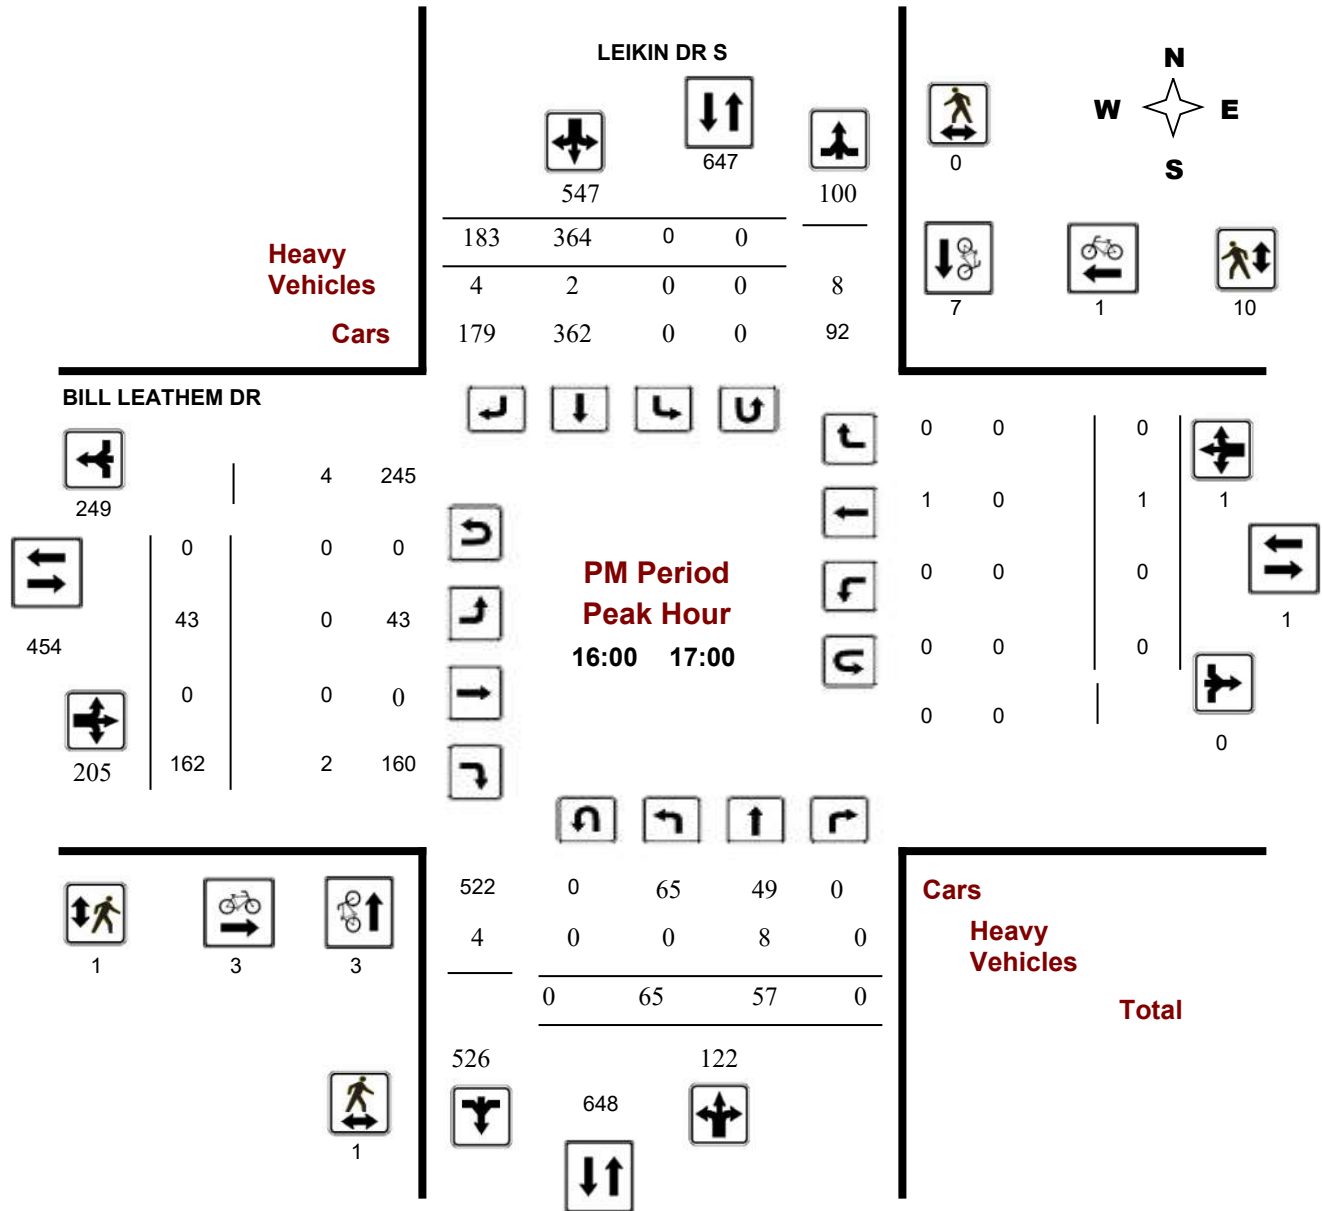 LEIKIN DR S
N
W E
S
647
547 100
0
183 364 0 0
Heavy
Vehicles 4 2 0 0 8
Cars 179 362 0 0 92
7 1 10
BILL LEATHEM DR
0 0 0
4 245
249
1 0 1 1
0 0 0
43 0 43
454
PM Period
Peak Hour
16:00 17:00
0 0 0
1
0 0 0
0 0 0
0 0
0
205 162 2 160
522 0 65 49 0
Cars
4 0 0 8 0
Heavy
Vehicles
1 3 3
0 65 57 0
Total
526 122
648
1